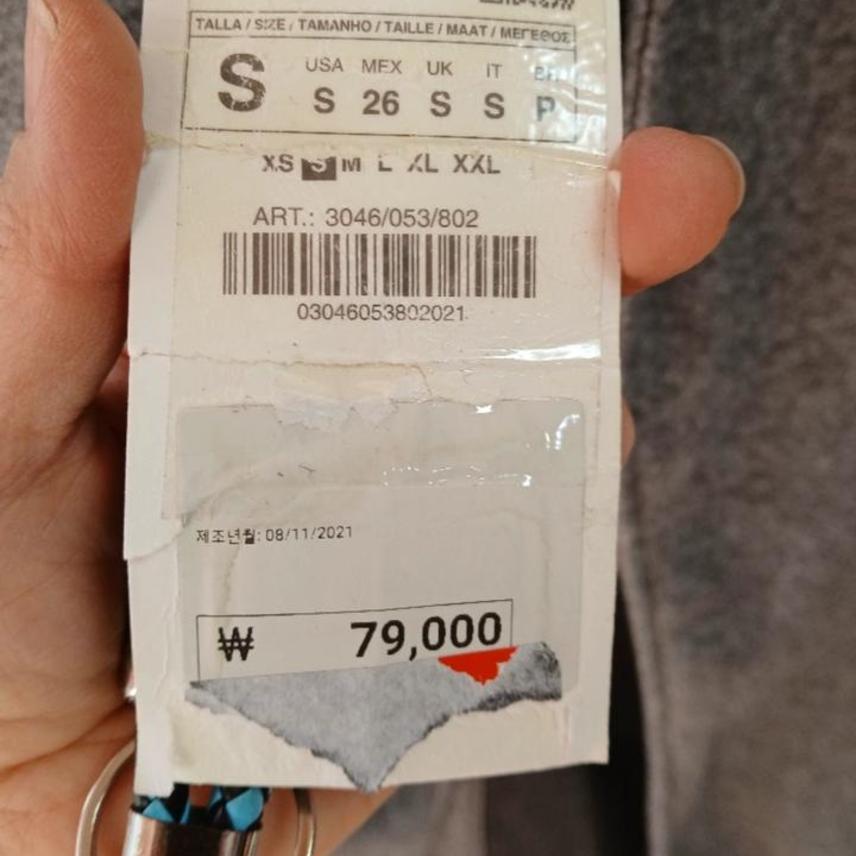 TALLA / SIZE / TAMANHO / TAILLE / MAAT / ΜΕΓΕΘΟΣ
USA MEX UK IT BR
S S 26 S S P
XS S M L XL XXL
ART.: 3046/053/802
03046053802021
제조년월: 08/11/2021
₩ 79,000